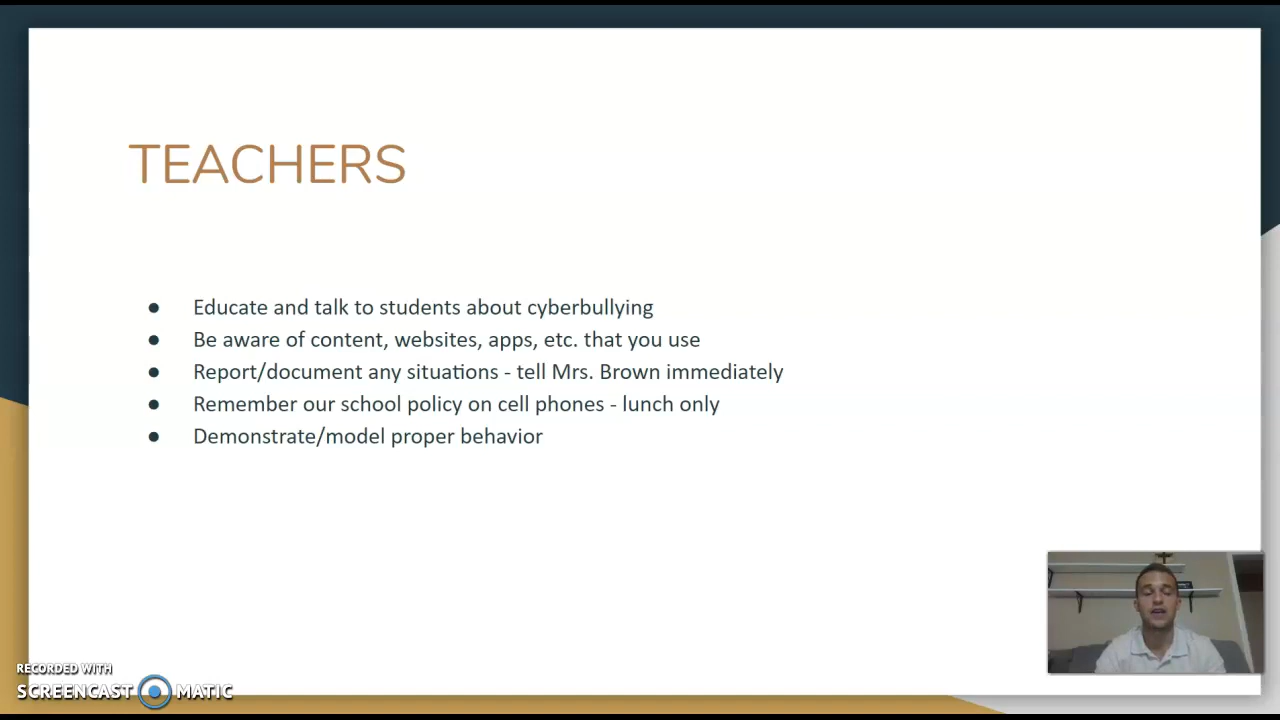 TEACHERS
● Educate and talk to students about cyberbullying
● Be aware of content, websites, apps, etc. that you use
● Report/document any situations - tell Mrs. Brown immediately
● Remember our school policy on cell phones - lunch only
● Demonstrate/model proper behavior
RECORDED WITH
SCREENCAST MATIC